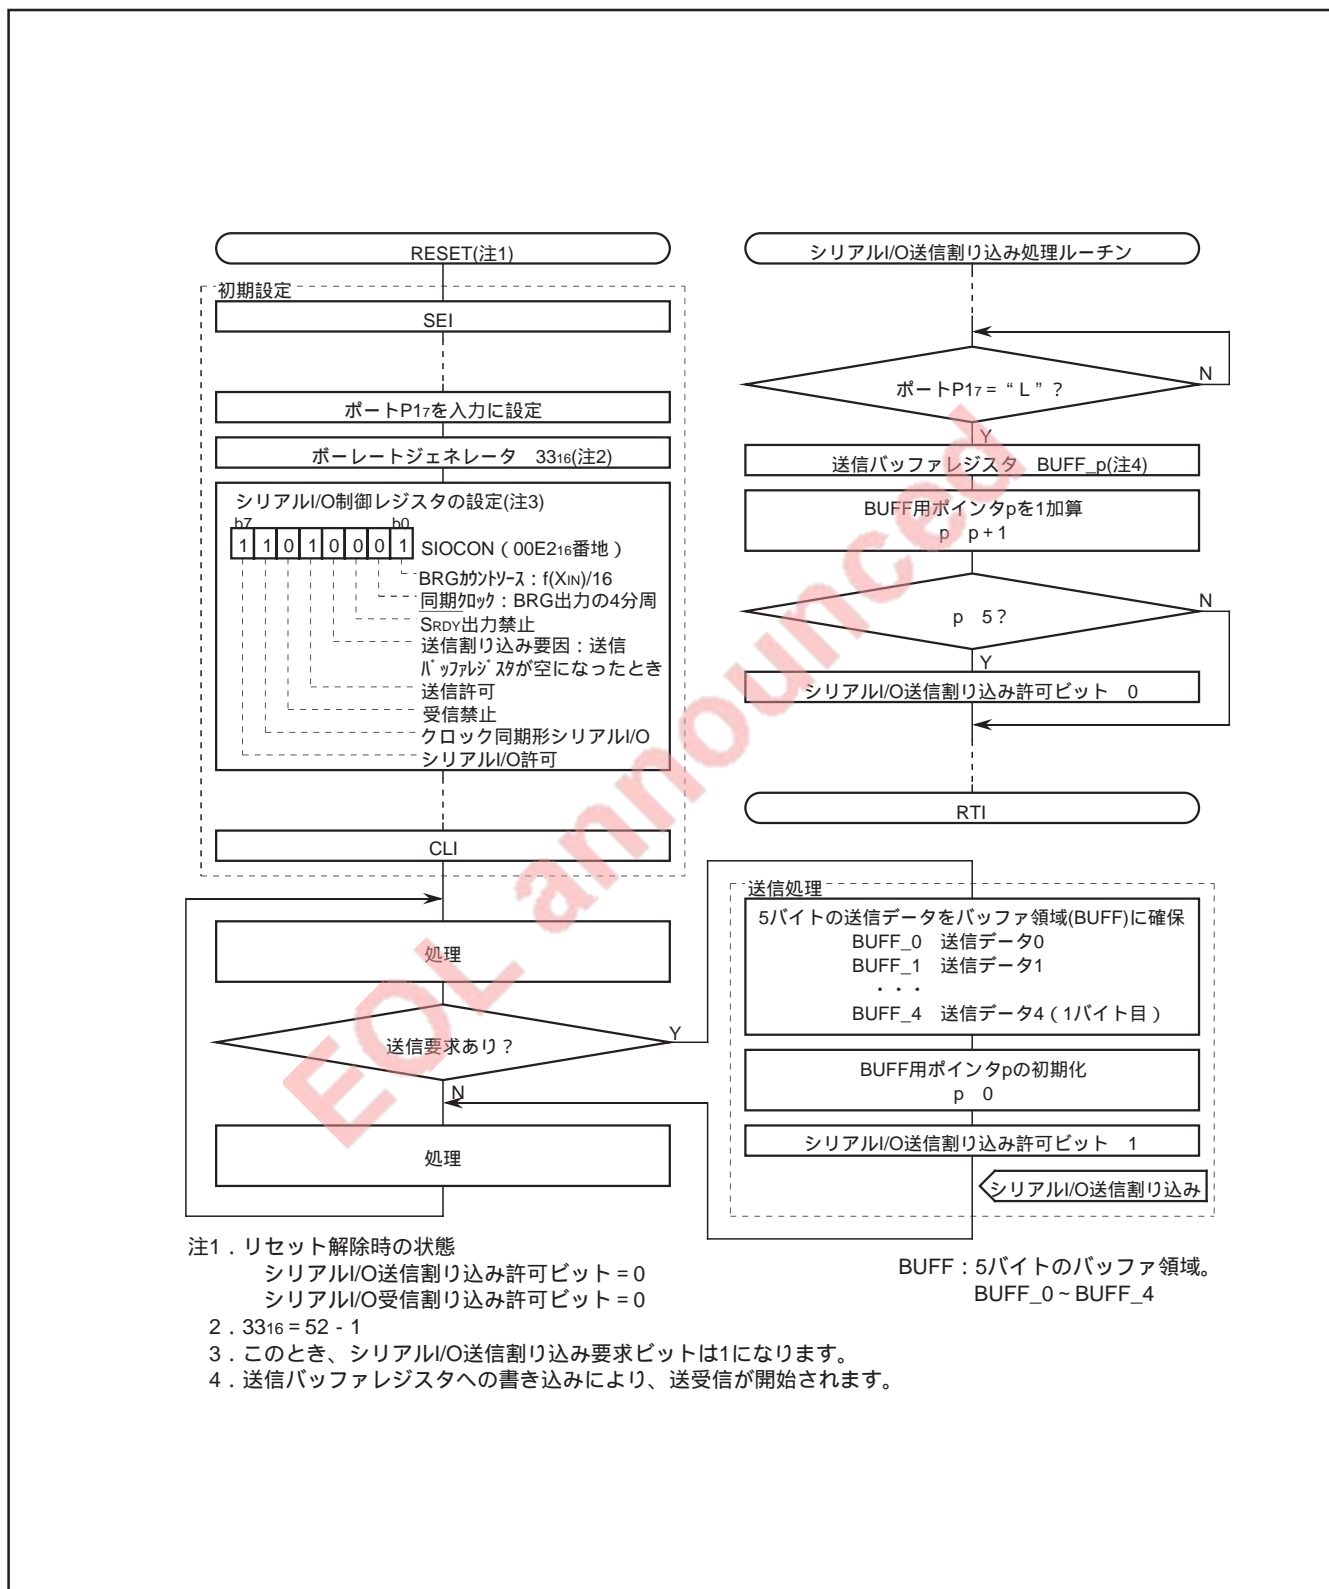 RESET(注1)
初期設定
SEI
ポートP17を入力に設定
ボーレートジェネレータ 3316(注2)
シリアルI/O制御レジスタの設定(注3)
b7 b0
1 1 0 1 0 0 0 1 SIOCON(00E216番地)
BRGカウントソース:f(XIN)/16
同期クロック:BRG出力の4分周
SRDY出力禁止
送信割り込み要因:送信
バッファレジスタが空になったとき
送信許可
受信禁止
クロック同期形シリアルI/O
シリアルI/O許可
CLI
処理
送信要求あり?
Y
N
処理
シリアルI/O送信割り込み処理ルーチン
ポートP17=“L”?
N
Y
送信バッファレジスタ BUFF_p(注4)
BUFF用ポインタpを1加算
p p+1
p 5?
N
Y
シリアルI/O送信割り込み許可ビット 0
RTI
送信処理
5バイトの送信データをバッファ領域(BUFF)に確保
BUFF_0 送信データ0
BUFF_1 送信データ1
・・・
BUFF_4 送信データ4(1バイト目)
BUFF用ポインタpの初期化
p 0
シリアルI/O送信割り込み許可ビット 1
シリアルI/O送信割り込み
注1.リセット解除時の状態
シリアルI/O送信割り込み許可ビット=0
シリアルI/O受信割り込み許可ビット=0
2.3316=52-1
3.このとき、シリアルI/O送信割り込み要求ビットは1になります。
4.送信バッファレジスタへの書き込みにより、送受信が開始されます。
BUFF:5バイトのバッファ領域。
BUFF_0~BUFF_4
EOL announced